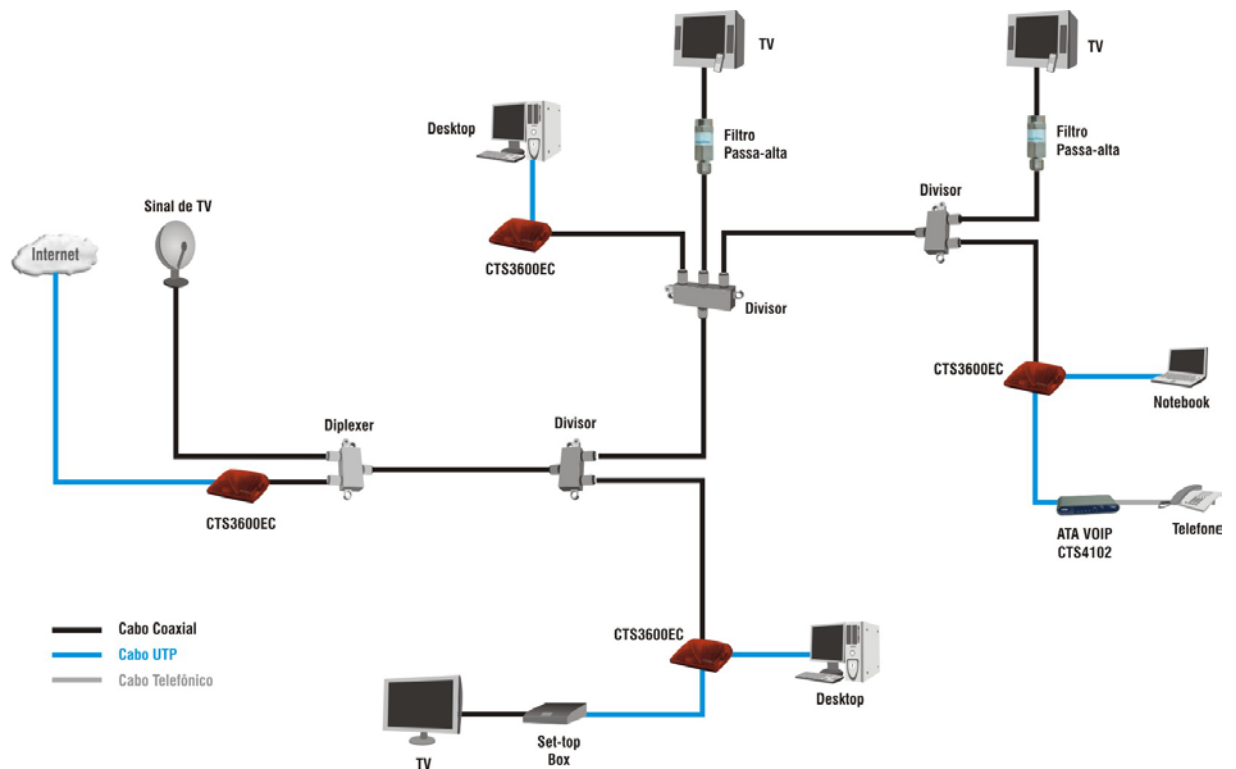 TV
TV
Desktop
Filtro
Passa-alta
Filtro
Passa-alta
Divisor
Sinal de TV
Internet
CTS3600EC
Divisor
CTS3600EC
Notebook
Diplexer
Divisor
CTS3600EC
ATA VOIP
CTS4102
Telefone
Cabo Coaxial
Cabo UTP
Cabo Telefônico
CTS3600EC
Desktop
Set-top
Box
TV